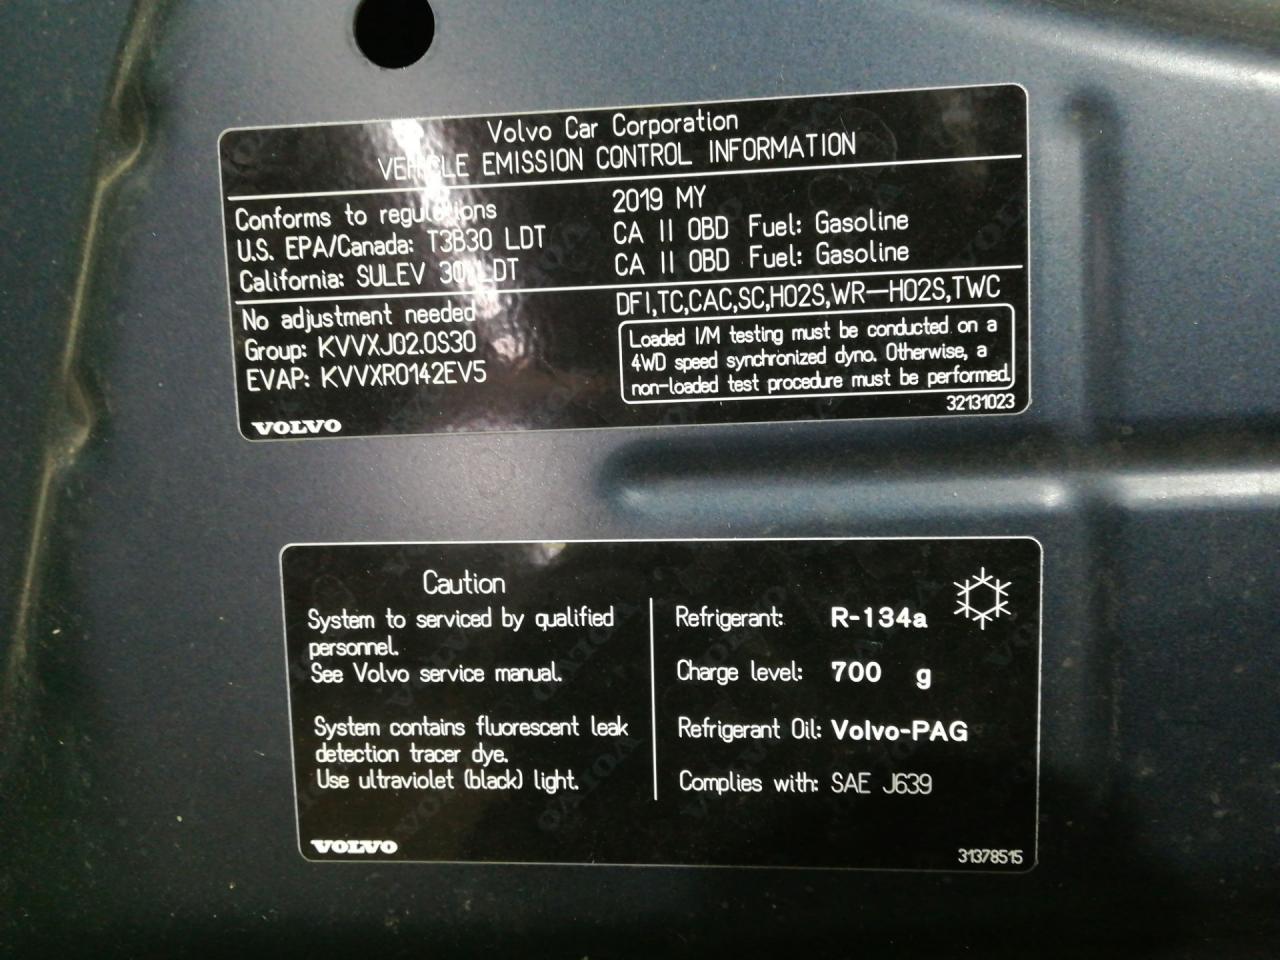 Volvo Car Corporation
VEHICLE EMISSION CONTROL INFORMATION
Conforms to regulations
U.S. EPA/Canada: T3B30 LDT
California: SULEV 30 LDT
2019 MY
CA II OBD Fuel: Gasoline
CA II OBD Fuel: Gasoline
No adjustment needed
Group: KVVXJ02.0S30
EVAP: KVVXR0142EV5
DFI,TC,CAC,SC,HO2S,WR-HO2S,TWC
Loaded I/M testing must be conducted on a
4WD speed synchronized dyno. Otherwise, a
non-loaded test procedure must be performed.
32131023
VOLVO
Caution
System to serviced by qualified
personnel.
See Volvo service manual.
System contains fluorescent leak
detection tracer dye.
Use ultraviolet (black) light.
VOLVO
Refrigerant: R-134a
Charge level: 700 g
Refrigerant Oil: Volvo-PAG
Complies with: SAE J639
31378515